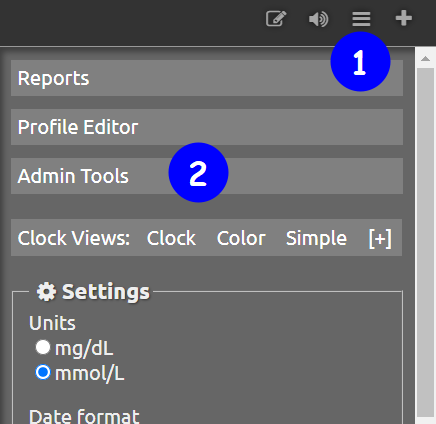 1
Reports
Profile Editor
Admin Tools 2
Clock Views: Clock Color Simple [+]
Settings
Units
mg/dL
mmol/L
Date format